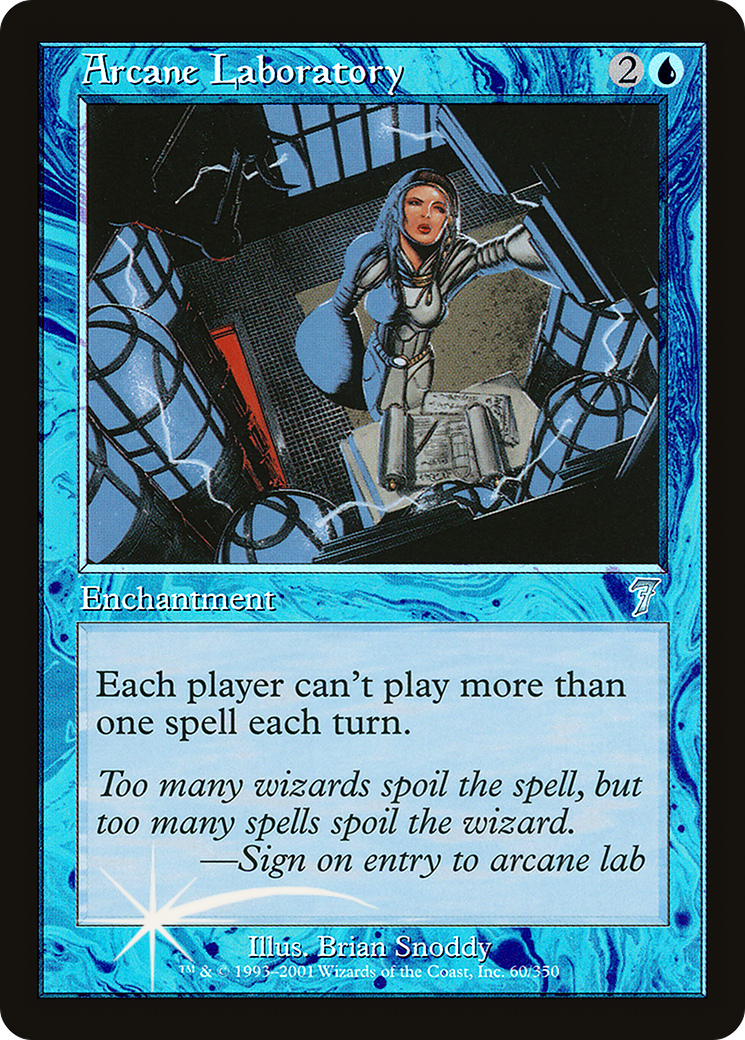 Arcane Laboratory 2
Enchantment 7
Each player can't play more than
one spell each turn.
Too many wizards spoil the spell, but
too many spells spoil the wizard.
—Sign on entry to arcane lab
Illus. Brian Snoddy
™ & © 1993–2001 Wizards of the Coast, Inc. 60/350